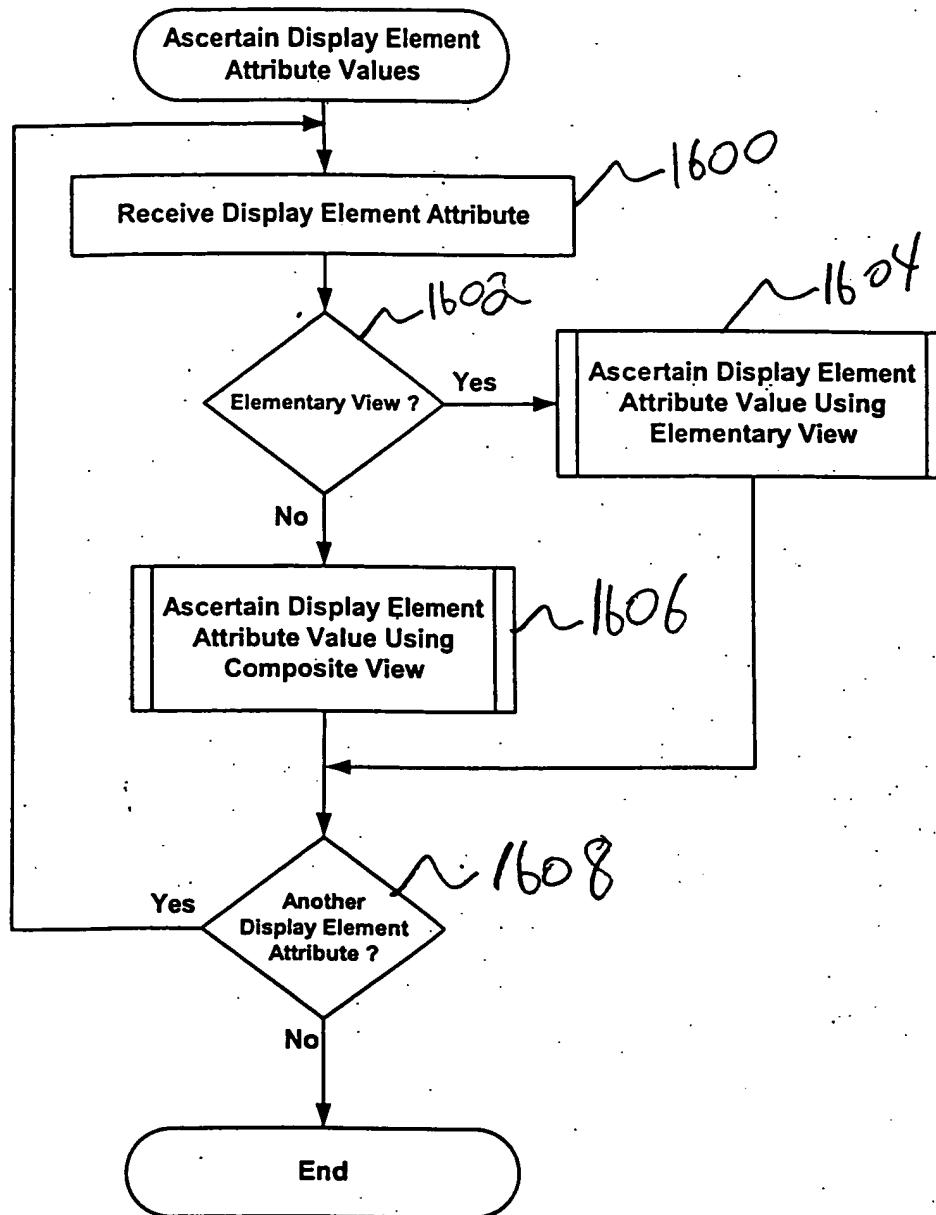 Ascertain Display Element
Attribute Values
1600
Receive Display Element Attribute
1602
1604
Elementary View ?
Yes
Ascertain Display Element
Attribute Value Using
Elementary View
No
Ascertain Display Element
Attribute Value Using
Composite View
1606
1608
Yes
Another
Display Element
Attribute ?
No
End